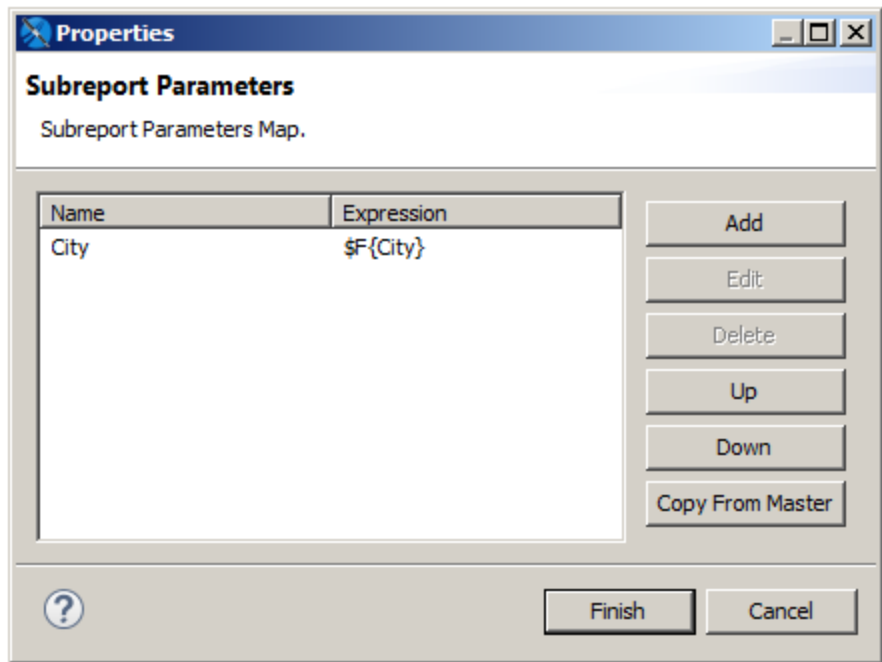 Properties
Subreport Parameters
Subreport Parameters Map.
Name Expression
City $F{City}
Add
Edit
Delete
Up
Down
Copy From Master
?
Finish Cancel